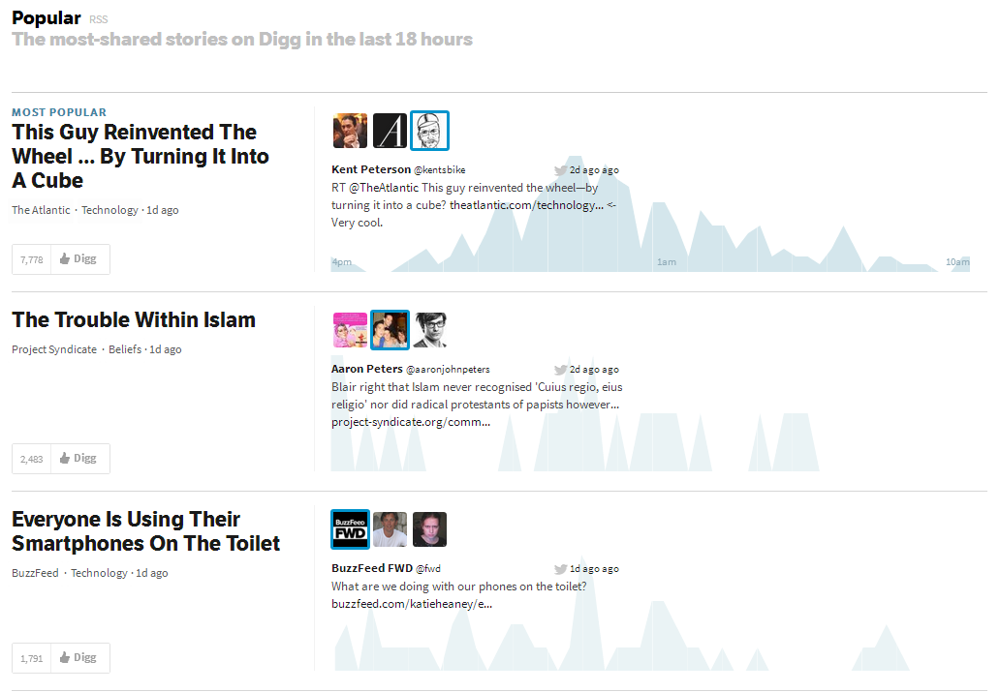 Popular RSS
The most-shared stories on Digg in the last 18 hours
MOST POPULAR
This Guy Reinvented The
Wheel ... By Turning It Into
A Cube
The Atlantic · Technology · 1d ago
7,778 Digg
A
Kent Peterson @kentsbike 2d ago ago
RT @TheAtlantic This guy reinvented the wheel—by
turning it into a cube? theatlantic.com/technology... <-
Very cool.
4pm 1am 10am
The Trouble Within Islam
Project Syndicate · Beliefs · 1d ago
2,483 Digg
Aaron Peters @aaronjohnpeters 2d ago ago
Blair right that Islam never recognised 'Cuius regio, eius
religio' nor did radical protestants of papists however...
project-syndicate.org/comm...
Everyone Is Using Their
Smartphones On The Toilet
BuzzFeed · Technology · 1d ago
1,791 Digg
BuzzFeed
FWD
BuzzFeed FWD @fwd 1d ago ago
What are we doing with our phones on the toilet?
buzzfeed.com/katieheaney/e...